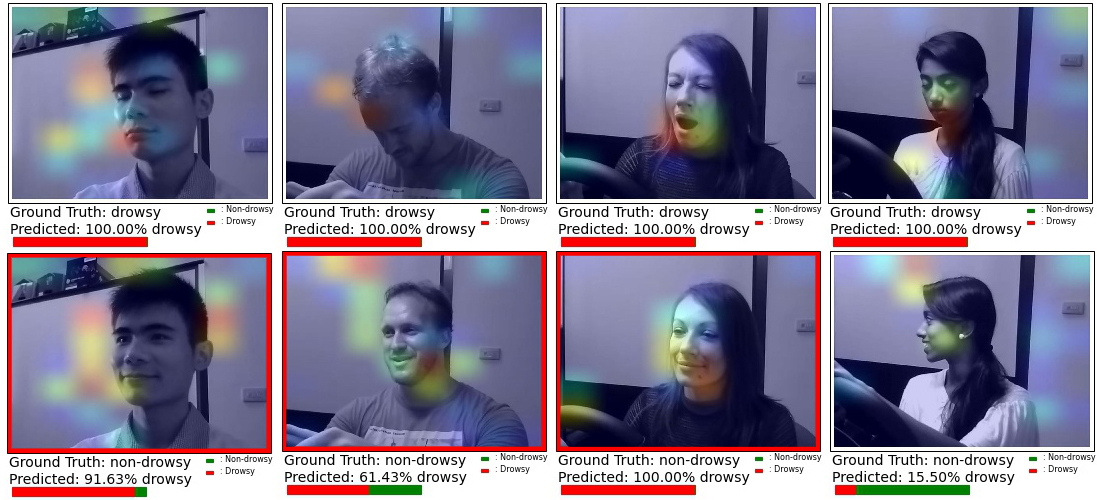 Ground Truth: drowsy
Predicted: 100.00% drowsy
: Non-drowsy
: Drowsy
Ground Truth: drowsy
Predicted: 100.00% drowsy
: Non-drowsy
: Drowsy
Ground Truth: drowsy
Predicted: 100.00% drowsy
: Non-drowsy
: Drowsy
Ground Truth: drowsy
Predicted: 100.00% drowsy
: Non-drowsy
: Drowsy
Ground Truth: non-drowsy
Predicted: 91.63% drowsy
: Non-drowsy
: Drowsy
Ground Truth: non-drowsy
Predicted: 61.43% drowsy
: Non-drowsy
: Drowsy
Ground Truth: non-drowsy
Predicted: 100.00% drowsy
: Non-drowsy
: Drowsy
Ground Truth: non-drowsy
Predicted: 15.50% drowsy
: Non-drowsy
: Drowsy